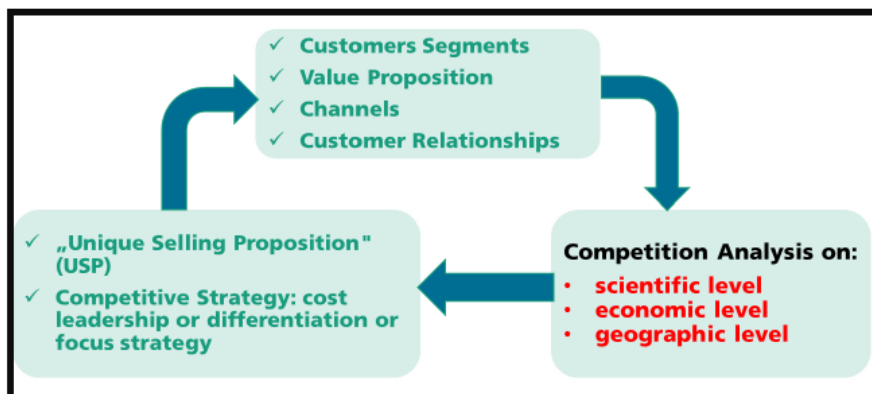 ✓ Customers Segments
✓ Value Proposition
✓ Channels
✓ Customer Relationships
✓ „Unique Selling Proposition"
(USP)
✓ Competitive Strategy: cost
leadership or differentiation or
focus strategy
Competition Analysis on:
• scientific level
• economic level
• geographic level